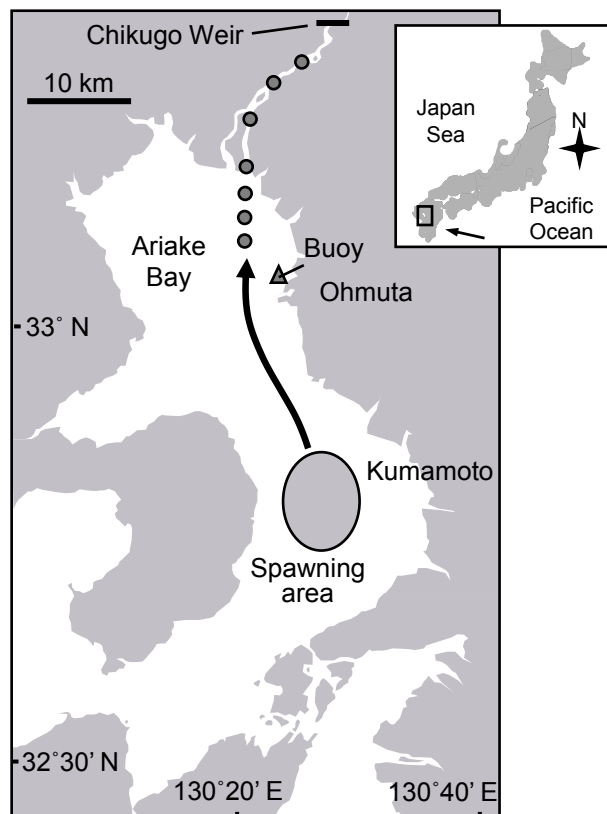 Chikugo Weir
10 km
Japan
Sea
N
Pacific
Ocean
Ariake
Bay
Buoy
Ohmuta
33˚ N
Kumamoto
Spawning
area
32˚30’ N
130˚20’ E
130˚40’ E